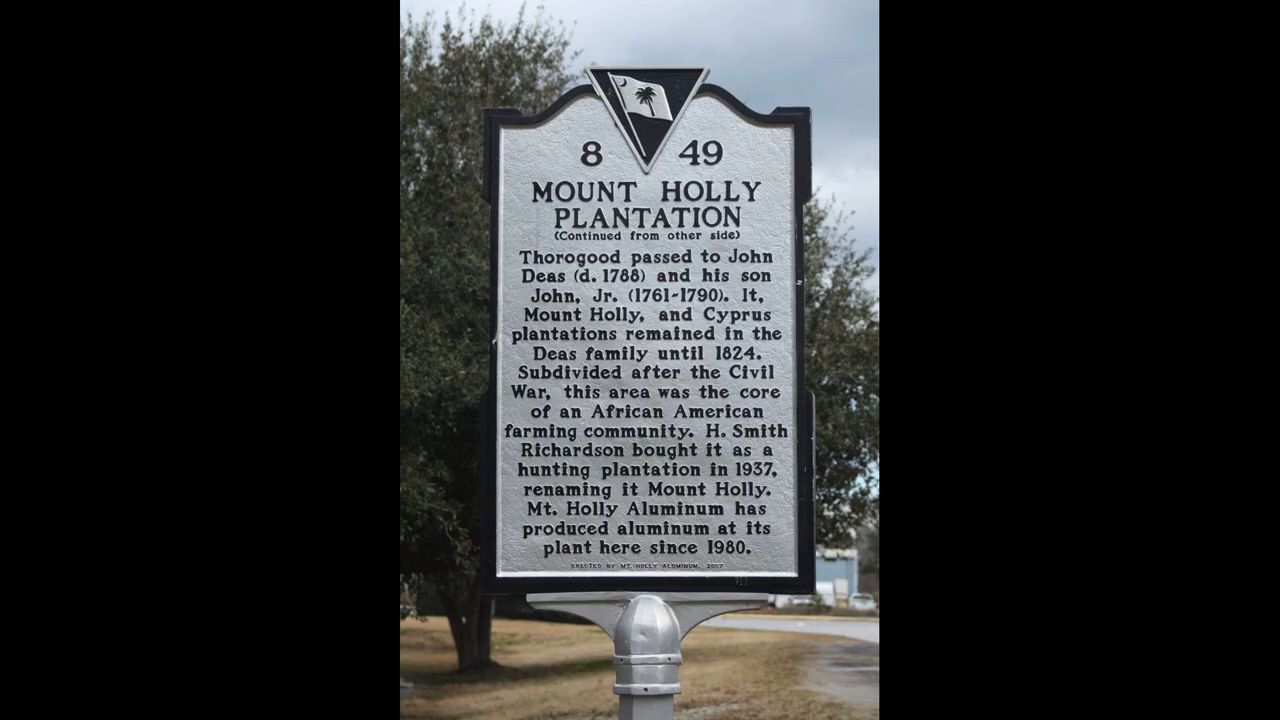 8 49
MOUNT HOLLY
PLANTATION
(Continued from other side)
Thorogood passed to John
Deas (d. 1788) and his son
John, Jr. (1761-1790). It,
Mount Holly, and Cyprus
plantations remained in the
Deas family until 1824.
Subdivided after the Civil
War, this area was the core
of an African American
farming community. H. Smith
Richardson bought it as a
hunting plantation in 1937,
renaming it Mount Holly.
Mt. Holly Aluminum has
produced aluminum at its
plant here since 1980.
ERECTED BY MT. HOLLY ALUMINUM, 2007